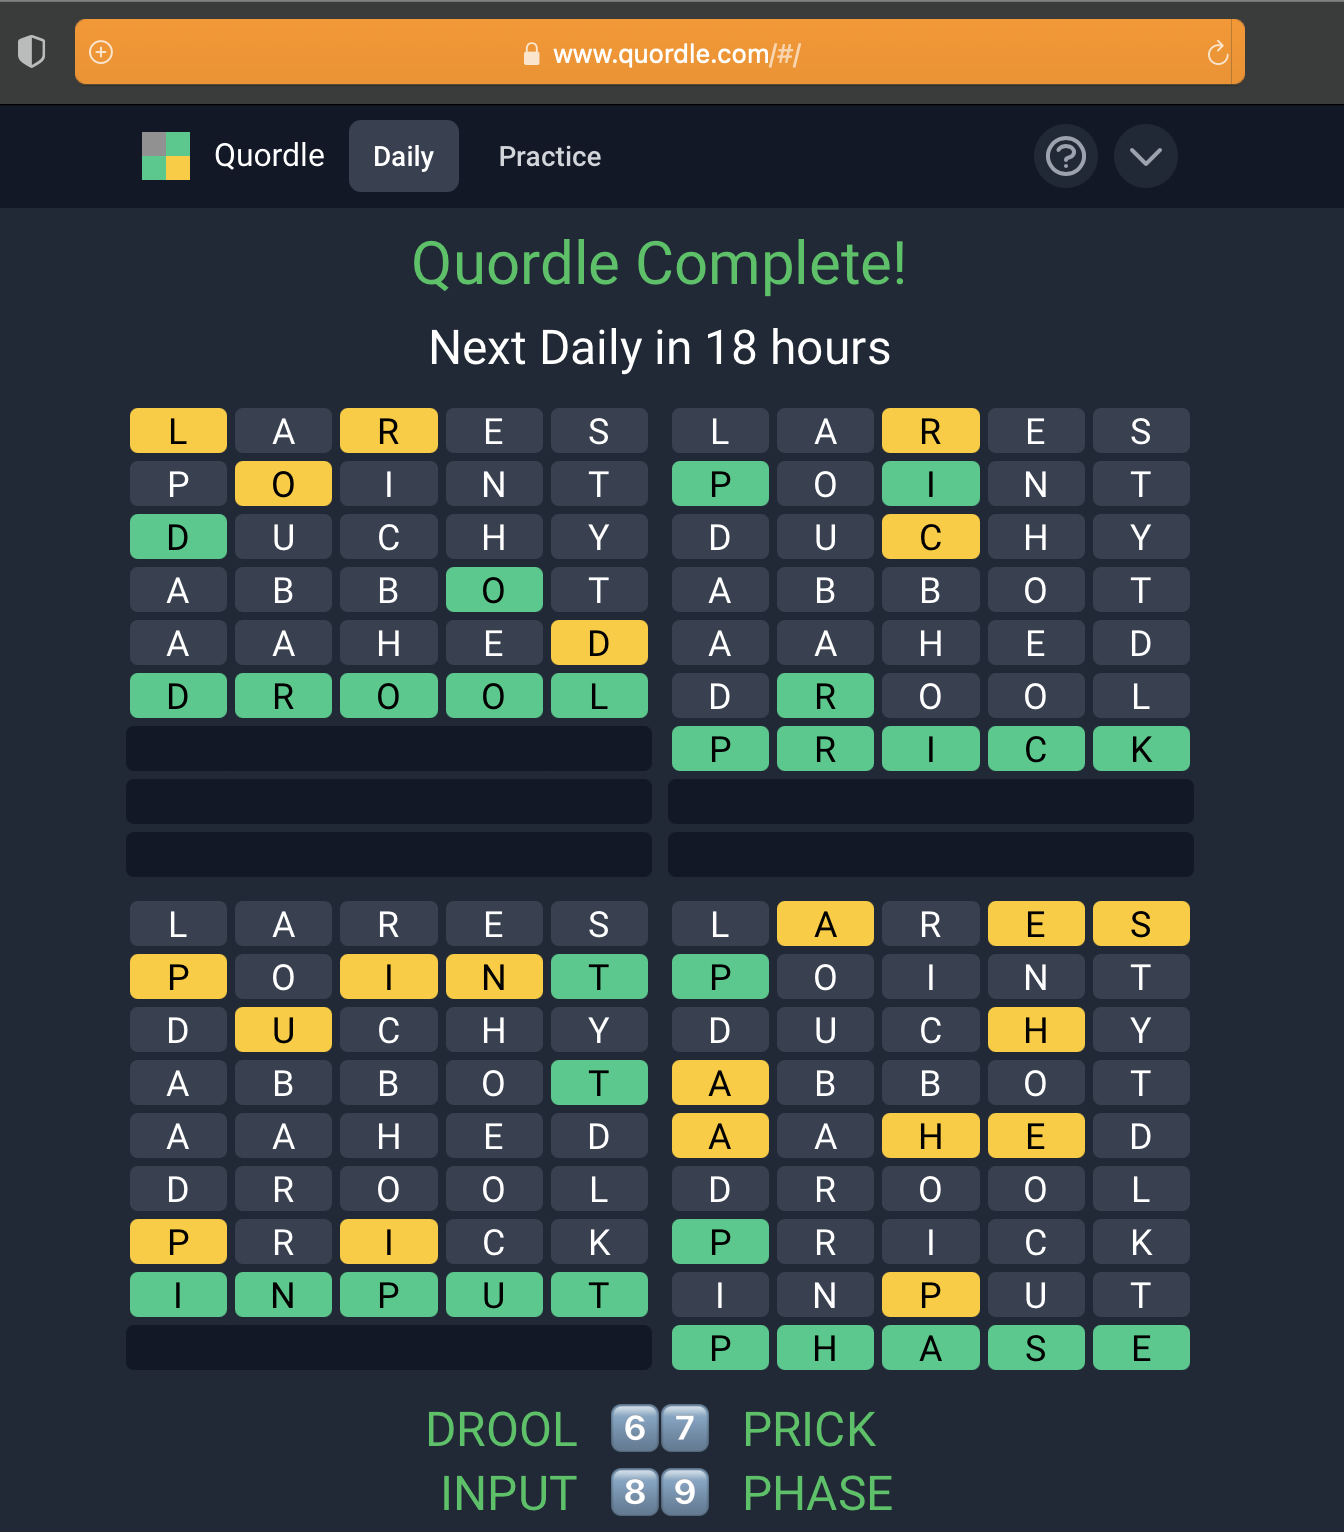 www.quordle.com/#/
Quordle Daily Practice
Quordle Complete!
Next Daily in 18 hours
L A R E S L A R E S
P O I N T P O I N T
D U C H Y D U C H Y
A B B O T A B B O T
A A H E D A A H E D
D R O O L D R O O L
P R I C K
L A R E S L A R E S
P O I N T P O I N T
D U C H Y D U C H Y
A B B O T A B B O T
A A H E D A A H E D
D R O O L D R O O L
P R I C K P R I C K
I N P U T I N P U T
P H A S E
DROOL 6 7 PRICK
INPUT 8 9 PHASE